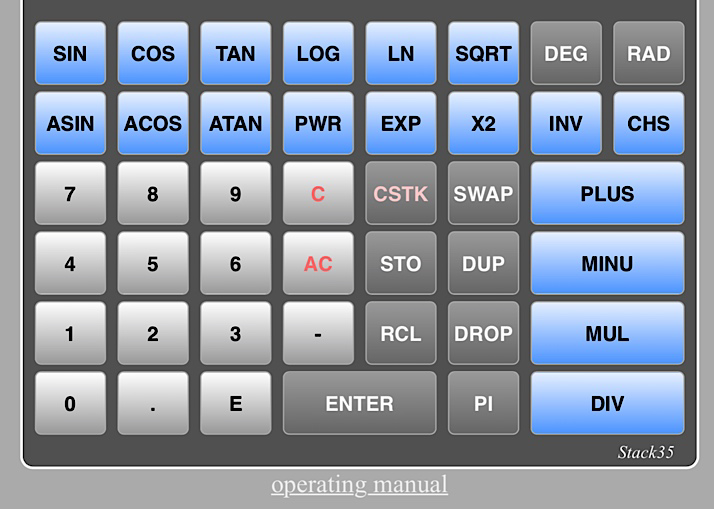 SIN COS TAN LOG LN SQRT DEG RAD
ASIN ACOS ATAN PWR EXP X2 INV CHS
7 8 9 C CSTK SWAP PLUS
4 5 6 AC STO DUP MINU
1 2 3 - RCL DROP MUL
0 . E ENTER PI DIV
Stack35
operating manual